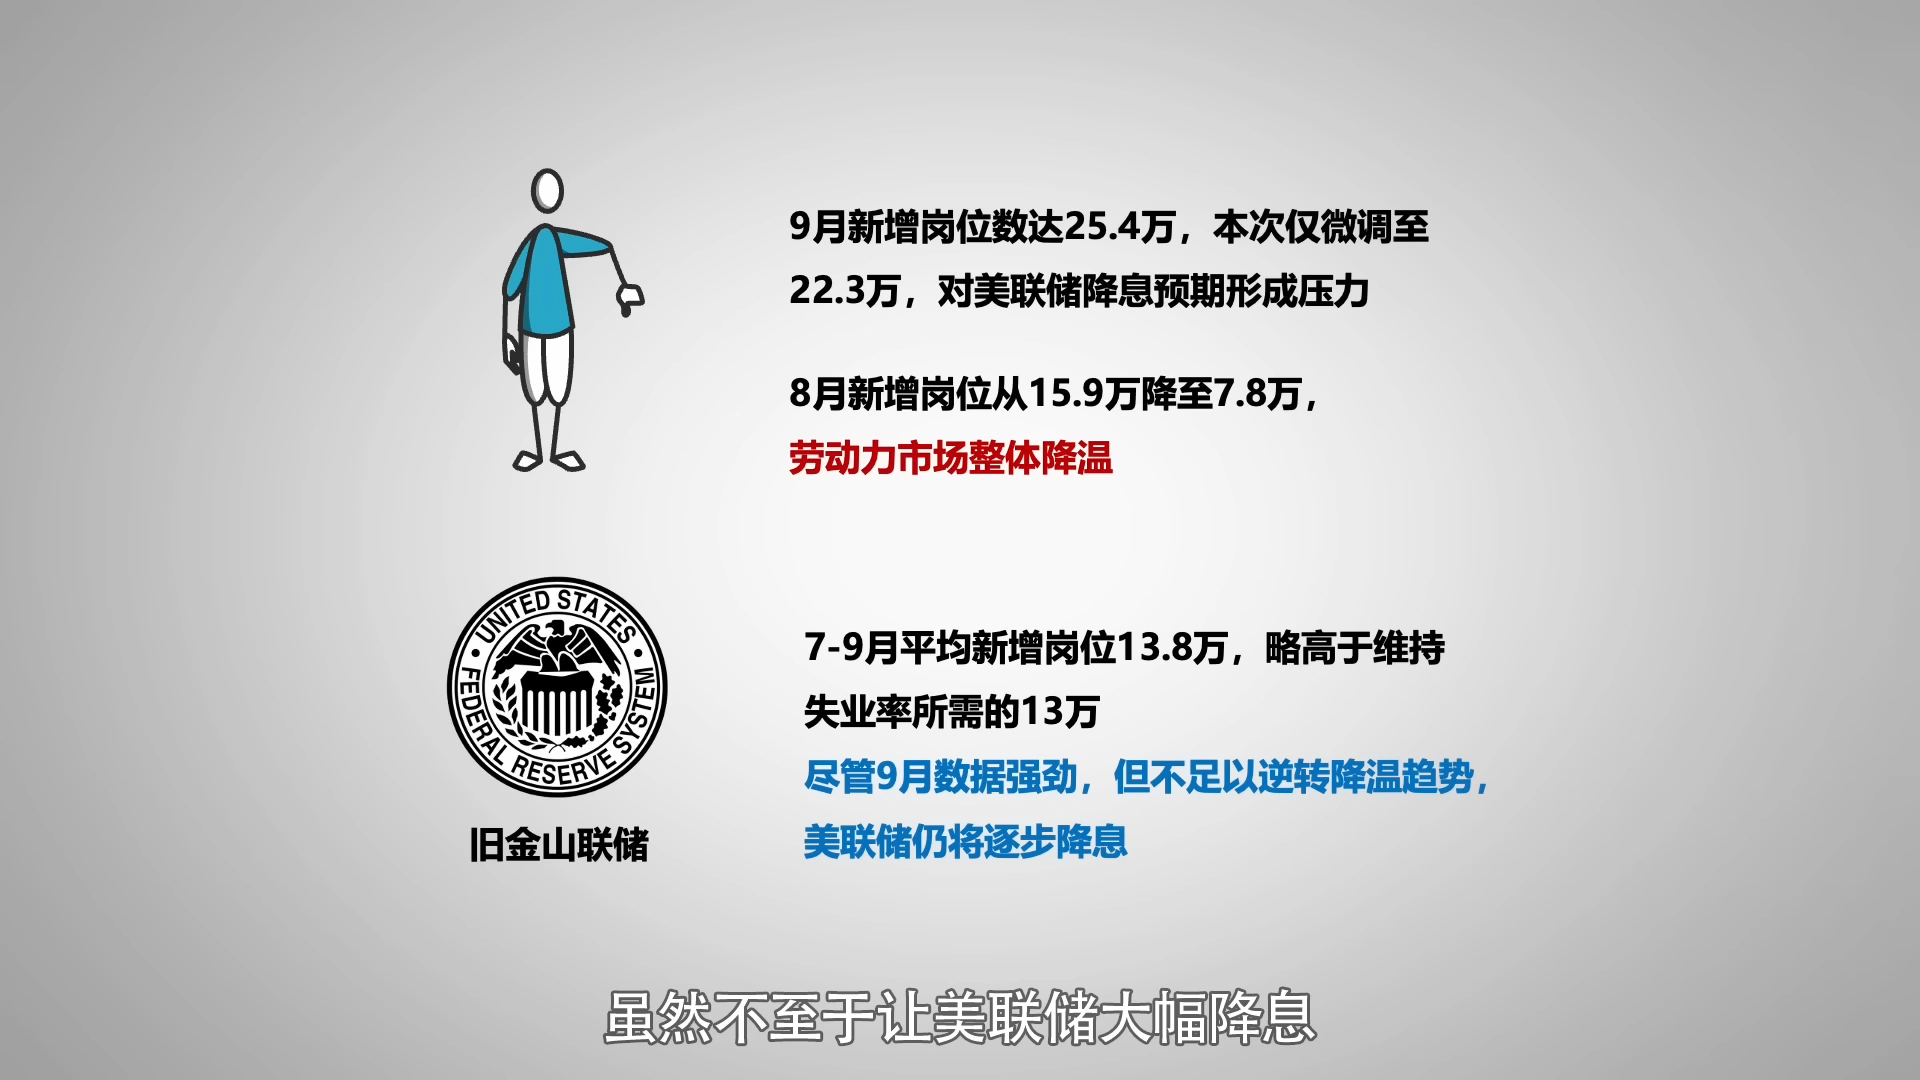 9月新增岗位数达25.4万，本次仅微调至
22.3万，对美联储降息预期形成压力
8月新增岗位从15.9万降至7.8万，
劳动力市场整体降温
UNITED STATES
FEDERAL RESERVE SYSTEM
旧金山联储
7-9月平均新增岗位13.8万，略高于维持
失业率所需的13万
尽管9月数据强劲，但不足以逆转降温趋势，
美联储仍将逐步降息
虽然不至于让美联储大幅降息